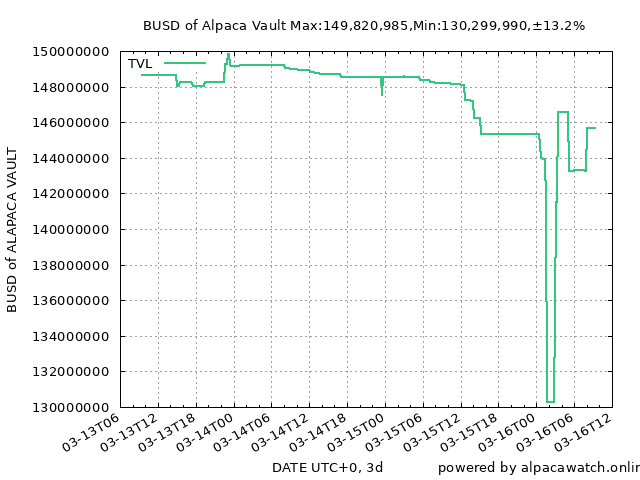 BUSD of Alpaca Vault Max:149,820,985,Min:130,299,990,±13.2%
TVL
150000000
148000000
146000000
144000000
142000000
140000000
138000000
136000000
134000000
132000000
130000000
BUSD of ALAPACA VAULT
03-13T06
03-13T12
03-13T18
03-14T00
03-14T06
03-14T12
03-14T18
03-15T00
03-15T06
03-15T12
03-15T18
03-16T00
03-16T06
03-16T12
DATE UTC+0, 3d
powered by alpacawatch.onlin